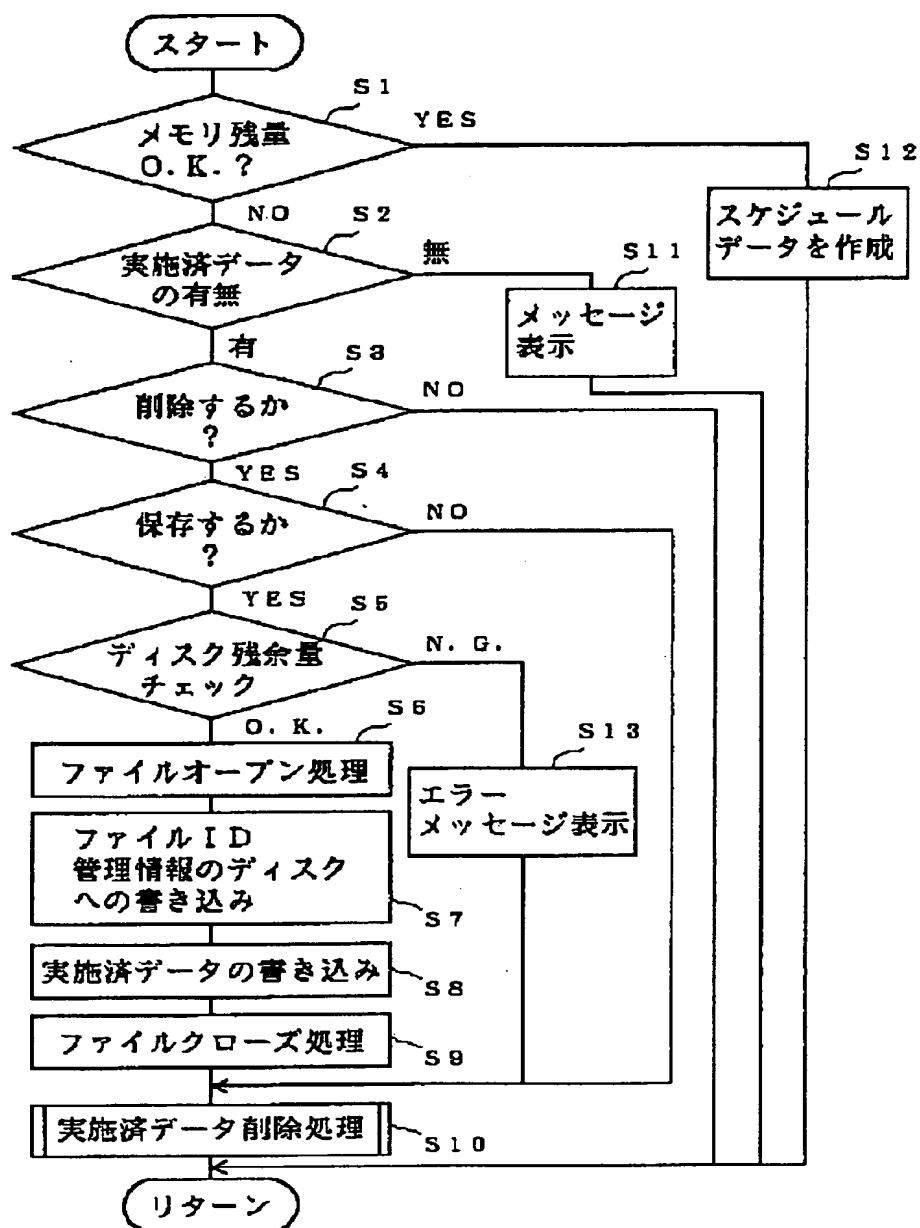 スタート
S1
メモリ残量
O.K.?
YES
S12
スケジュール
データを作成
NO
S2
実施済データ
の有無
無
S11
メッセージ
表示
有
S3
削除するか
?
NO
YES
S4
保存するか
?
NO
YES
S5
ディスク残余量
チェック
N.G.
O.K.
S6
ファイルオープン処理
S13
エラー
メッセージ表示
ファイルID
管理情報のディスク
への書き込み
S7
実施済データの書き込み
S8
ファイルクローズ処理
S9
実施済データ削除処理
S10
リターン